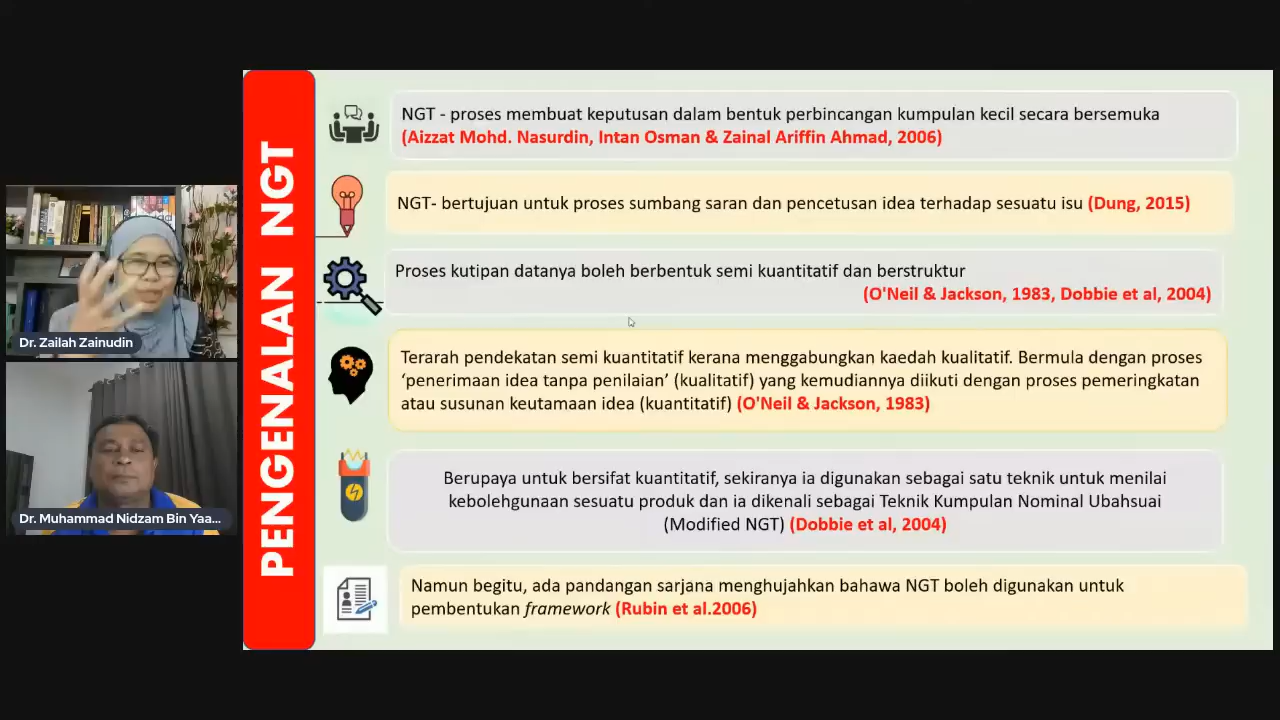 PENGENALAN NGT
NGT - proses membuat keputusan dalam bentuk perbincangan kumpulan kecil secara bersemuka
(Aizzat Mohd. Nasurdin, Intan Osman & Zainal Ariffin Ahmad, 2006)
NGT- bertujuan untuk proses sumbang saran dan pencetusan idea terhadap sesuatu isu (Dung, 2015)
Proses kutipan datanya boleh berbentuk semi kuantitatif dan berstruktur
(O'Neil & Jackson, 1983, Dobbie et al, 2004)
Terarah pendekatan semi kuantitatif kerana menggabungkan kaedah kualitatif. Bermula dengan proses
‘penerimaan idea tanpa penilaian’ (kualitatif) yang kemudiannya diikuti dengan proses pemeringkatan
atau susunan keutamaan idea (kuantitatif) (O'Neil & Jackson, 1983)
Berupaya untuk bersifat kuantitatif, sekiranya ia digunakan sebagai satu teknik untuk menilai
kebolehgunaan sesuatu produk dan ia dikenali sebagai Teknik Kumpulan Nominal Ubahsuai
(Modified NGT) (Dobbie et al, 2004)
Namun begitu, ada pandangan sarjana menghujahkan bahawa NGT boleh digunakan untuk
pembentukan framework (Rubin et al.2006)
Dr. Zailah Zainudin
Dr. Muhammad Nidzam Bin Yaa...